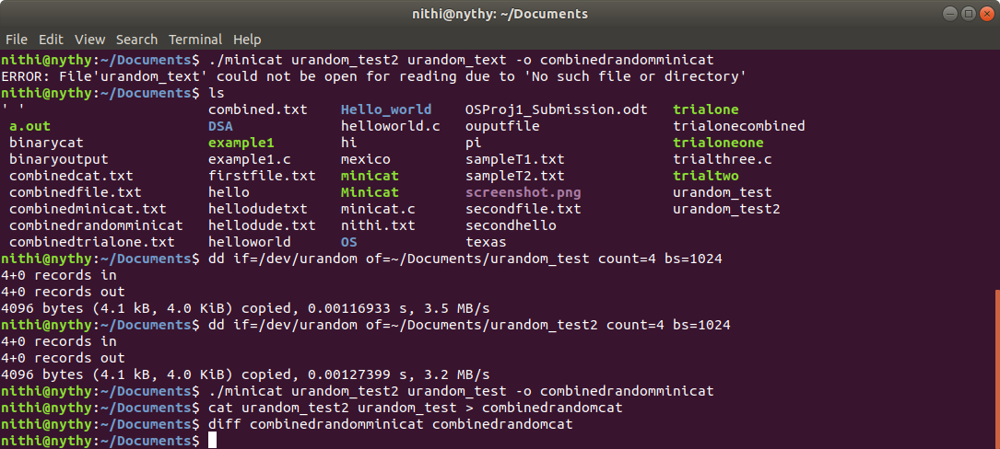 nithi@nythy: ~/Documents
File Edit View Search Terminal Help
nithi@nythy:~/Documents$ ./minicat urandom_test2 urandom_text -o combinedrandomminicat
ERROR: File'urandom_text' could not be open for reading due to 'No such file or directory'
nithi@nythy:~/Documents$ ls
' ' combined.txt Hello_world OSProj1_Submission.odt trialone
a.out DSA helloworld.c ouputfile trialonecombined
binarycat example1 hi pi trialoneone
binaryoutput example1.c mexico sampleT1.txt trialthree.c
combinedcat.txt firstfile.txt minicat sampleT2.txt trialtwo
combinedfile.txt hello Minicat screenshot.png urandom_test
combinedminicat.txt hellodudetxt minicat.c secondfile.txt urandom_test2
combinedrandomminicat hellodude.txt nithi.txt secondhello
combinedtrialone.txt helloworld OS texas
nithi@nythy:~/Documents$ dd if=/dev/urandom of=~/Documents/urandom_test count=4 bs=1024
4+0 records in
4+0 records out
4096 bytes (4.1 kB, 4.0 KiB) copied, 0.00116933 s, 3.5 MB/s
nithi@nythy:~/Documents$ dd if=/dev/urandom of=~/Documents/urandom_test2 count=4 bs=1024
4+0 records in
4+0 records out
4096 bytes (4.1 kB, 4.0 KiB) copied, 0.00127399 s, 3.2 MB/s
nithi@nythy:~/Documents$ ./minicat urandom_test2 urandom_test -o combinedrandomminicat
nithi@nythy:~/Documents$ cat urandom_test2 urandom_test > combinedrandomcat
nithi@nythy:~/Documents$ diff combinedrandomminicat combinedrandomcat
nithi@nythy:~/Documents$